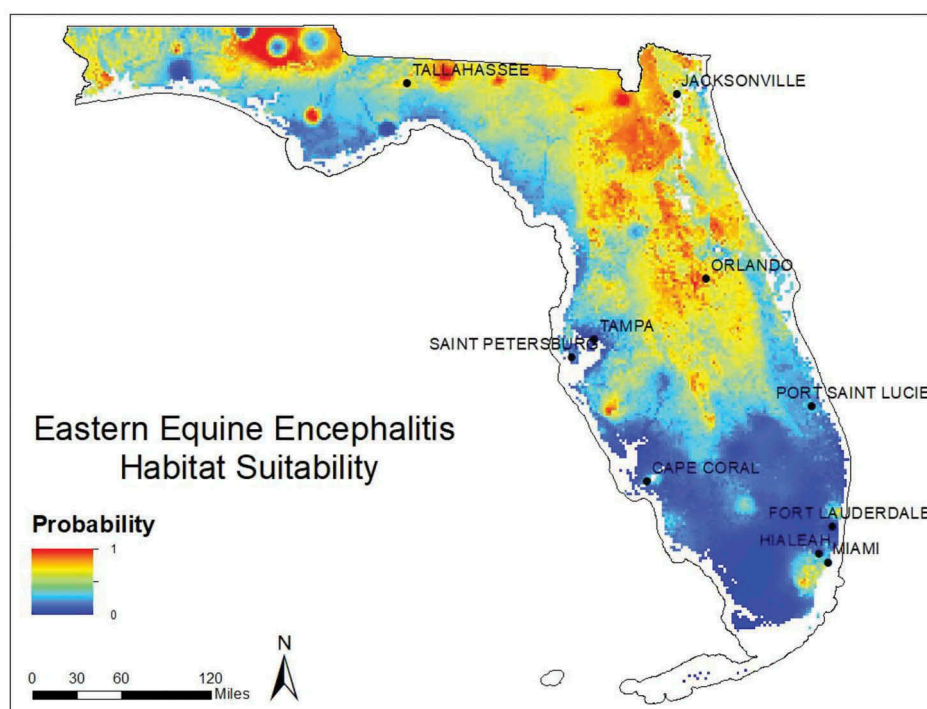 TALLAHASSEE
JACKSONVILLE
ORLANDO
TAMPA
SAINT PETERSBURG
PORT SAINT LUCIE
Eastern Equine Encephalitis
Habitat Suitability
CAPE CORAL
FORT LAUDERDALE
HIALEAH
MIAMI
Probability
1
0
N
0 30 60 120
Miles